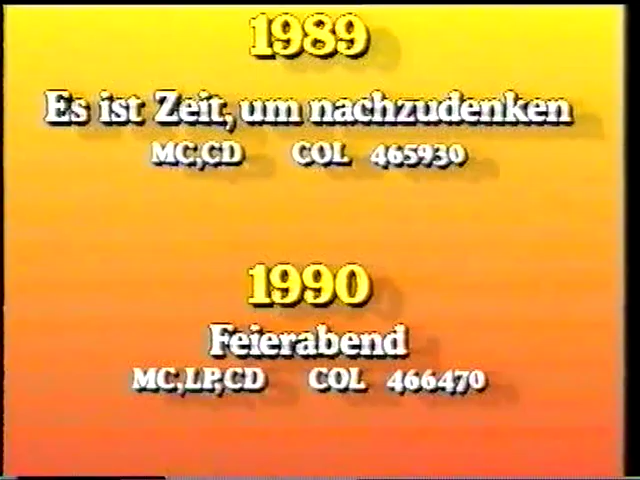 1989
Es ist Zeit, um nachzudenken
MC,CD COL 465930
1990
Feierabend
MC,LP,CD COL 466470